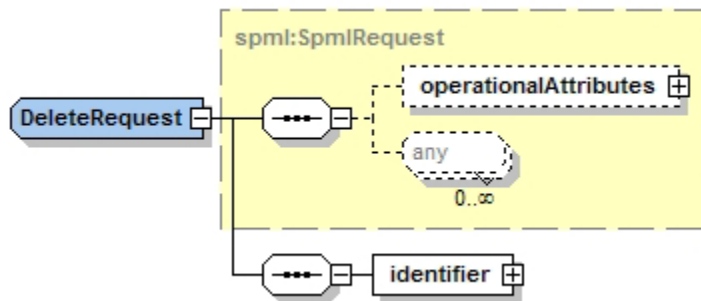 spml:SpmlRequest
operationalAttributes
DeleteRequest
any
0..∞
identifier